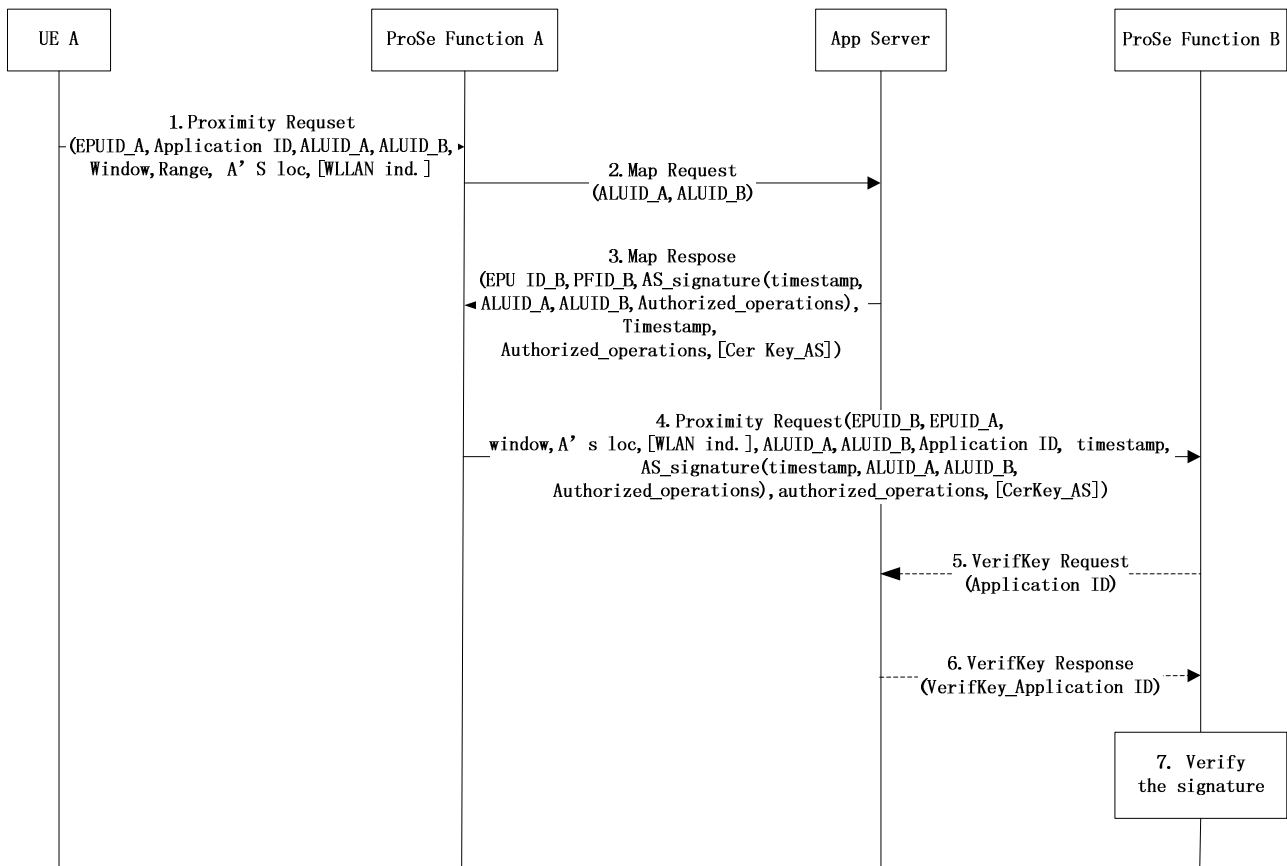 UE A
ProSe Function A
App Server
ProSe Function B
1.Proximity Requset
(EPUID_A,Application ID,ALUID_A,ALUID_B,
Window,Range, A’S loc,[WLLAN ind.]
2.Map Request
(ALUID_A,ALUID_B)
3.Map Respose
(EPU ID_B,PFID_B,AS_signature(timestamp,
ALUID_A,ALUID_B,Authorized_operations),
Timestamp,
Authorized_operations,[Cer Key_AS])
4.Proximity Request(EPUID_B,EPUID_A,
window,A’s loc,[WLAN ind.],ALUID_A,ALUID_B,Application ID, timestamp,
AS_signature(timestamp,ALUID_A,ALUID_B,
Authorized_operations),authorized_operations,[CerKey_AS])
5.VerifKey Request
(Application ID)
6.VerifKey Response
(VerifKey_Application ID)
7. Verify
the signature